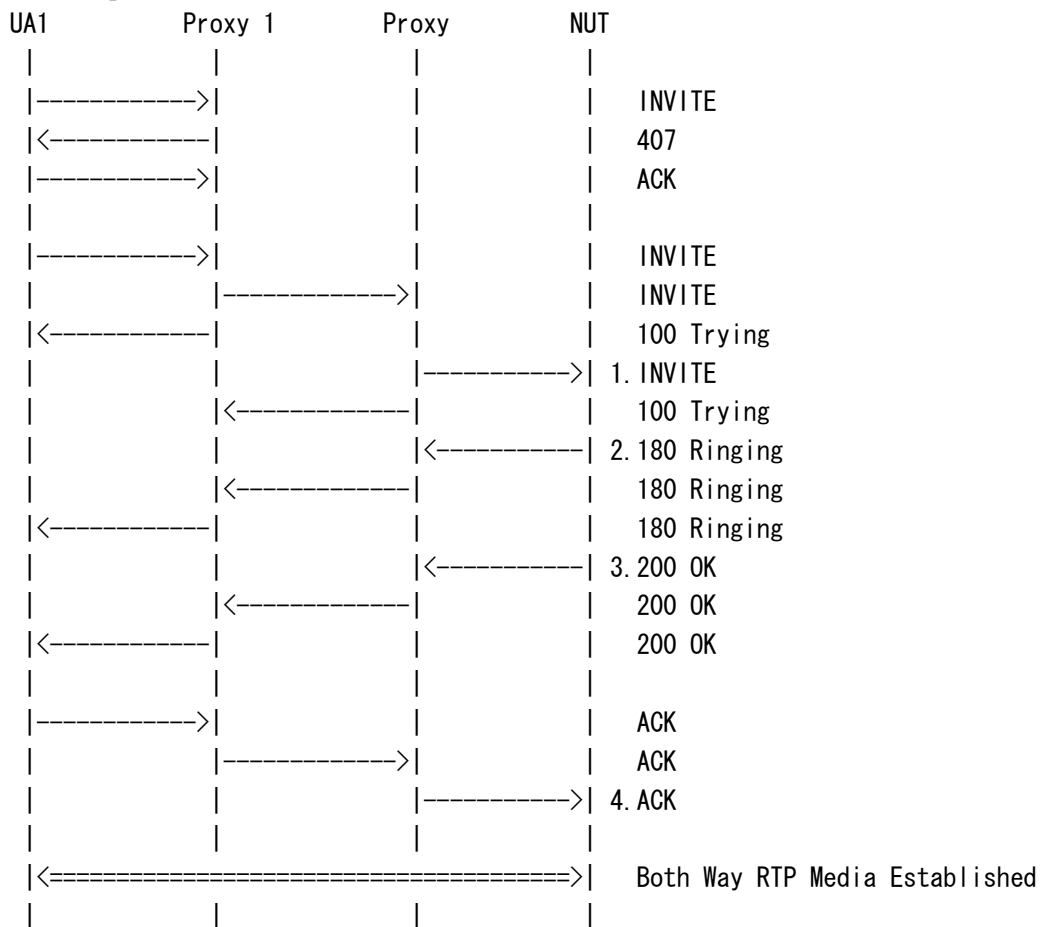 UA1 Proxy 1 Proxy NUT
INVITE
407
ACK
INVITE
INVITE
100 Trying
1. INVITE
100 Trying
2. 180 Ringing
180 Ringing
180 Ringing
3. 200 OK
200 OK
200 OK
ACK
ACK
4. ACK
Both Way RTP Media Established